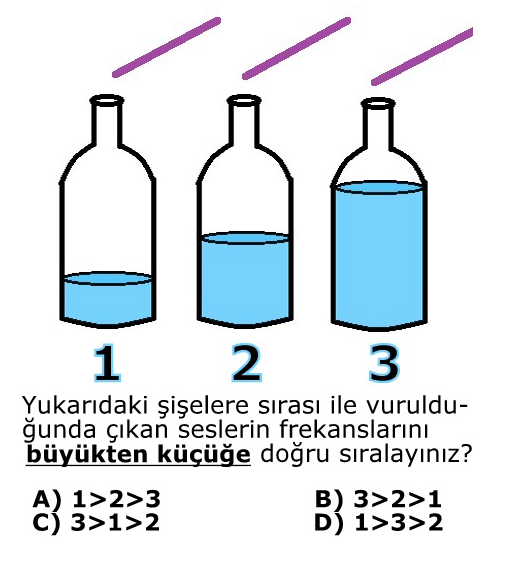 1 2 3
Yukarıdaki şişelere sırası ile vuruldu-
ğunda çıkan seslerin frekanslarını
büyükten küçüğe doğru sıralayınız?
A) 1>2>3 B) 3>2>1
C) 3>1>2 D) 1>3>2